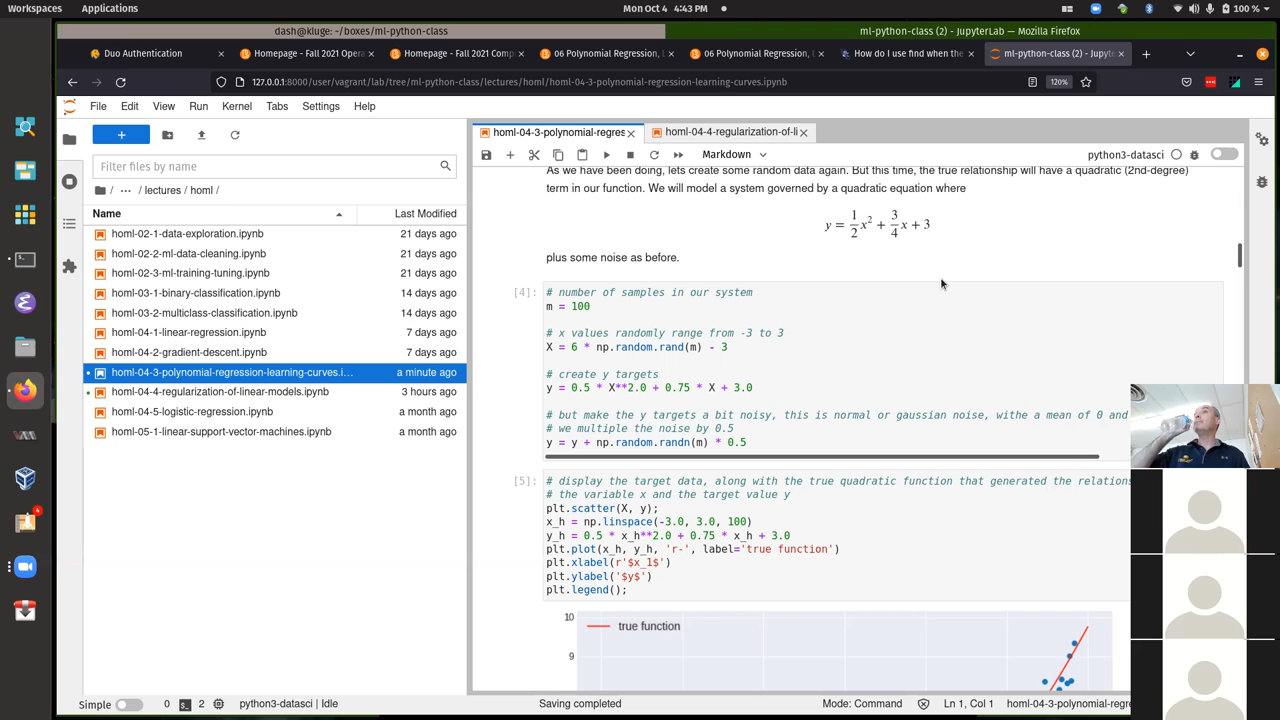 Workspaces Applications Mon Oct 4 4:43 PM 100 %
dash@kluge: ~/boxes/ml-python-class ml-python-class (2) - JupyterLab — Mozilla Firefox
Duo Authentication Homepage - Fall 2021 Opera Homepage - Fall 2021 Comp 06 Polynomial Regression, L 06 Polynomial Regression, L How do I use find when the ml-python-class (2) - Jupyte
127.0.0.1:8000/user/vagrant/lab/tree/ml-python-class/lectures/homl/homl-04-3-polynomial-regression-learning-curves.ipynb 120%
File Edit View Run Kernel Tabs Settings Help
homl-04-3-polynomial-regres homl-04-4-regularization-of-li
Markdown python3-datasci
Filter files by name
/ ··· / lectures / homl /
Name Last Modified
homl-02-1-data-exploration.ipynb 21 days ago
homl-02-2-ml-data-cleaning.ipynb 21 days ago
homl-02-3-ml-training-tuning.ipynb 21 days ago
homl-03-1-binary-classification.ipynb 14 days ago
homl-03-2-multiclass-classification.ipynb 14 days ago
homl-04-1-linear-regression.ipynb 7 days ago
homl-04-2-gradient-descent.ipynb 7 days ago
homl-04-3-polynomial-regression-learning-curves.i... a minute ago
homl-04-4-regularization-of-linear-models.ipynb 3 hours ago
homl-04-5-logistic-regression.ipynb a month ago
homl-05-1-linear-support-vector-machines.ipynb a month ago
As we have been doing, lets create some random data again. But this time, the true relationship will have a quadratic (2nd-degree)
term in our function. We will model a system governed by a quadratic equation where
y = 1/2 x² + 3/4 x + 3
plus some noise as before.
[4]: # number of samples in our system
m = 100
# x values randomly range from -3 to 3
X = 6 * np.random.rand(m) - 3
# create y targets
y = 0.5 * X**2.0 + 0.75 * X + 3.0
# but make the y targets a bit noisy, this is normal or gaussian noise, withe a mean of 0 and
# we multiple the noise by 0.5
y = y + np.random.randn(m) * 0.5
[5]: # display the target data, along with the true quadratic function that generated the relations
# the variable x and the target value y
plt.scatter(X, y);
x_h = np.linspace(-3.0, 3.0, 100)
y_h = 0.5 * x_h**2.0 + 0.75 * x_h + 3.0
plt.plot(x_h, y_h, 'r-', label='true function')
plt.xlabel(r'$x_1$')
plt.ylabel('$y$')
plt.legend();
10
true function
9
4
Simple 0 2 python3-datasci | Idle Saving completed Mode: Command Ln 1, Col 1 homl-04-3-polynomial-regre